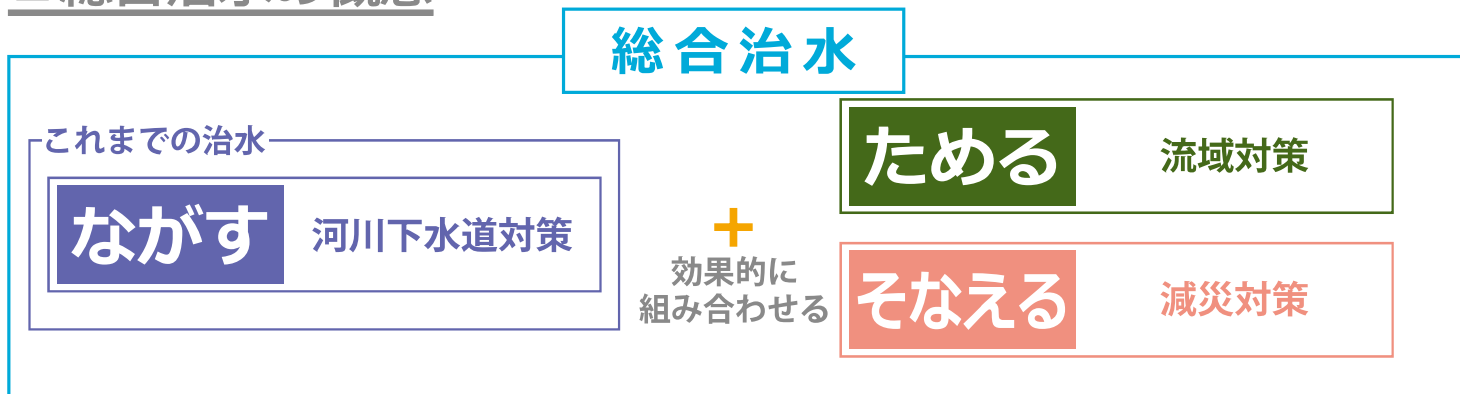 総合治水
これまでの治水
ながす 河川下水道対策
+
効果的に
組み合わせる
ためる 流域対策
そなえる 減災対策